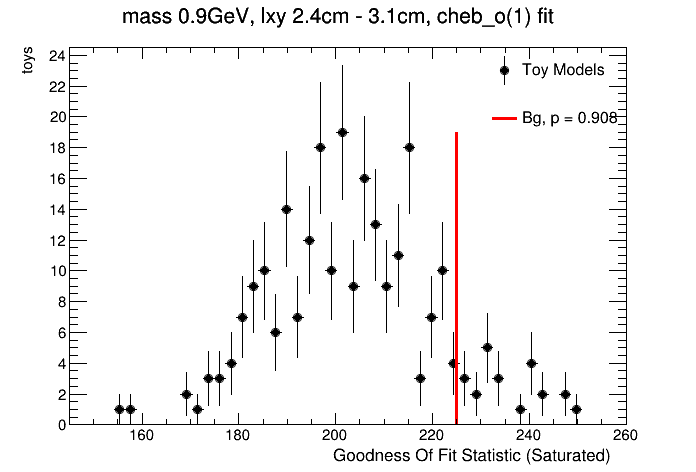 mass 0.9GeV, lxy 2.4cm - 3.1cm, cheb_o(1) fit
toys
24
22
20
18
16
14
12
10
8
6
4
2
0
Toy Models
Bg, p = 0.908
160 180 200 220 240 260
Goodness Of Fit Statistic (Saturated)